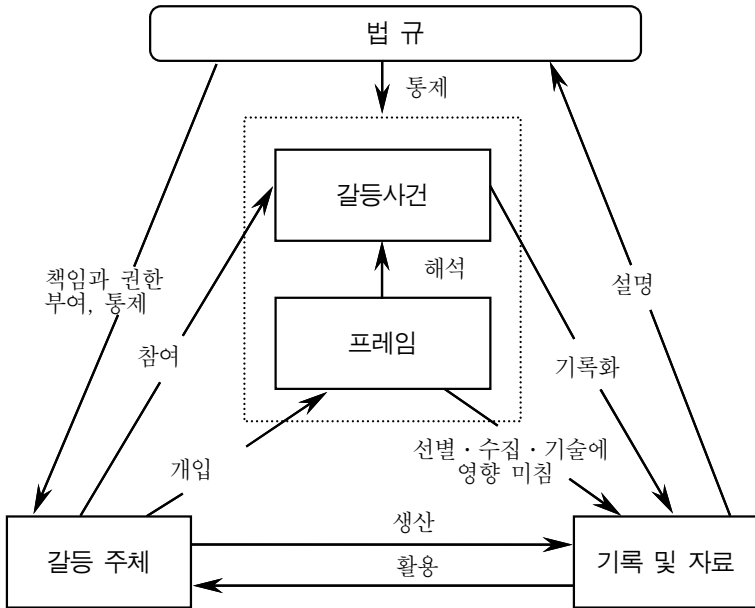 법 규
통제
갈등사건
해석
프레임
책임과 권한
부여, 통제
참여
설명
기록화
개입
선별·수집·기술에
영향 미침
갈등 주체
생산
활용
기록 및 자료